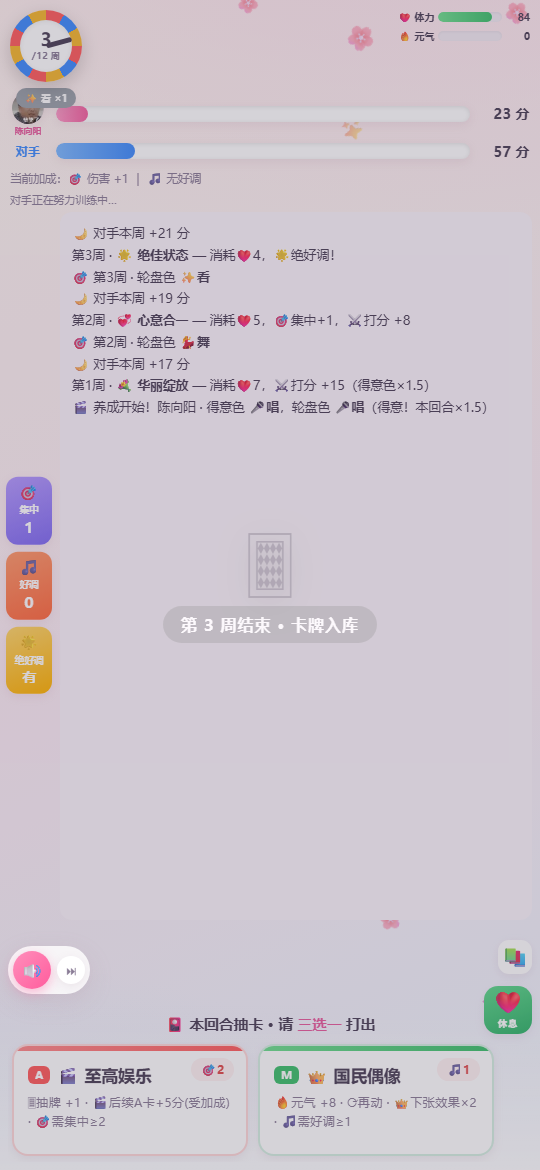 3
/12 周
体力 84
元气 0
看 ×1
陈向阳
23 分
对手
57 分
当前加成: 伤害 +1 | 无好调
对手正在努力训练中...
对手本周 +21 分
第3周 · 绝佳状态 — 消耗4, 绝好调!
第3周 · 轮盘色 看
对手本周 +19 分
第2周 · 心意合一 — 消耗5, 集中+1, 打分 +8
第2周 · 轮盘色 舞
对手本周 +17 分
第1周 · 华丽绽放 — 消耗7, 打分 +15 (得意色×1.5)
养成开始! 陈向阳 · 得意色 唱, 轮盘色 唱 (得意! 本回合×1.5)
集中
1
好调
0
绝好调
有
第 3 周结束 · 卡牌入库
休息
本回合抽卡 · 请 三选一 打出
A 至高娱乐 2
抽牌 +1 · 后续A卡+5分(受加成)
· 需集中≥2
M 国民偶像 1
元气 +8 · 再动 · 下张效果×2
· 需好调≥1